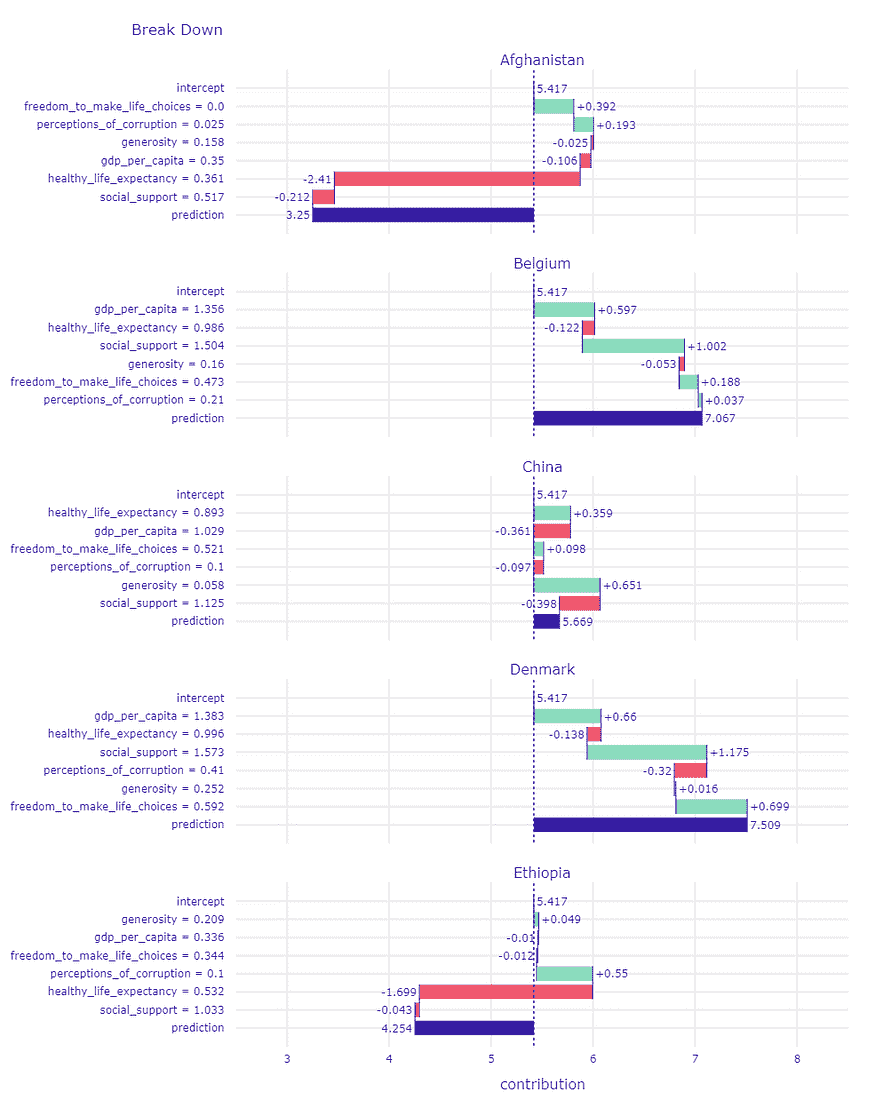 Break Down
Afghanistan
intercept 5.417
freedom_to_make_life_choices = 0.0 +0.392
perceptions_of_corruption = 0.025 +0.193
generosity = 0.158 -0.025
gdp_per_capita = 0.35 -0.106
healthy_life_expectancy = 0.361 -2.41
social_support = 0.517 -0.212
prediction 3.25
Belgium
intercept 5.417
gdp_per_capita = 1.356 +0.597
healthy_life_expectancy = 0.986 -0.122
social_support = 1.504 +1.002
generosity = 0.16 -0.053
freedom_to_make_life_choices = 0.473 +0.188
perceptions_of_corruption = 0.21 +0.037
prediction 7.067
China
intercept 5.417
healthy_life_expectancy = 0.893 +0.359
gdp_per_capita = 1.029 -0.361
freedom_to_make_life_choices = 0.521 +0.098
perceptions_of_corruption = 0.1 -0.097
generosity = 0.058 +0.651
social_support = 1.125 -0.398
prediction 5.669
Denmark
intercept 5.417
gdp_per_capita = 1.383 +0.66
healthy_life_expectancy = 0.996 -0.138
social_support = 1.573 +1.175
perceptions_of_corruption = 0.41 -0.32
generosity = 0.252 +0.016
freedom_to_make_life_choices = 0.592 +0.699
prediction 7.509
Ethiopia
intercept 5.417
generosity = 0.209 +0.049
gdp_per_capita = 0.336 -0.01
freedom_to_make_life_choices = 0.344 -0.012
perceptions_of_corruption = 0.1 +0.55
healthy_life_expectancy = 0.532 -1.699
social_support = 1.033 -0.043
prediction 4.254
3 4 5 6 7 8
contribution